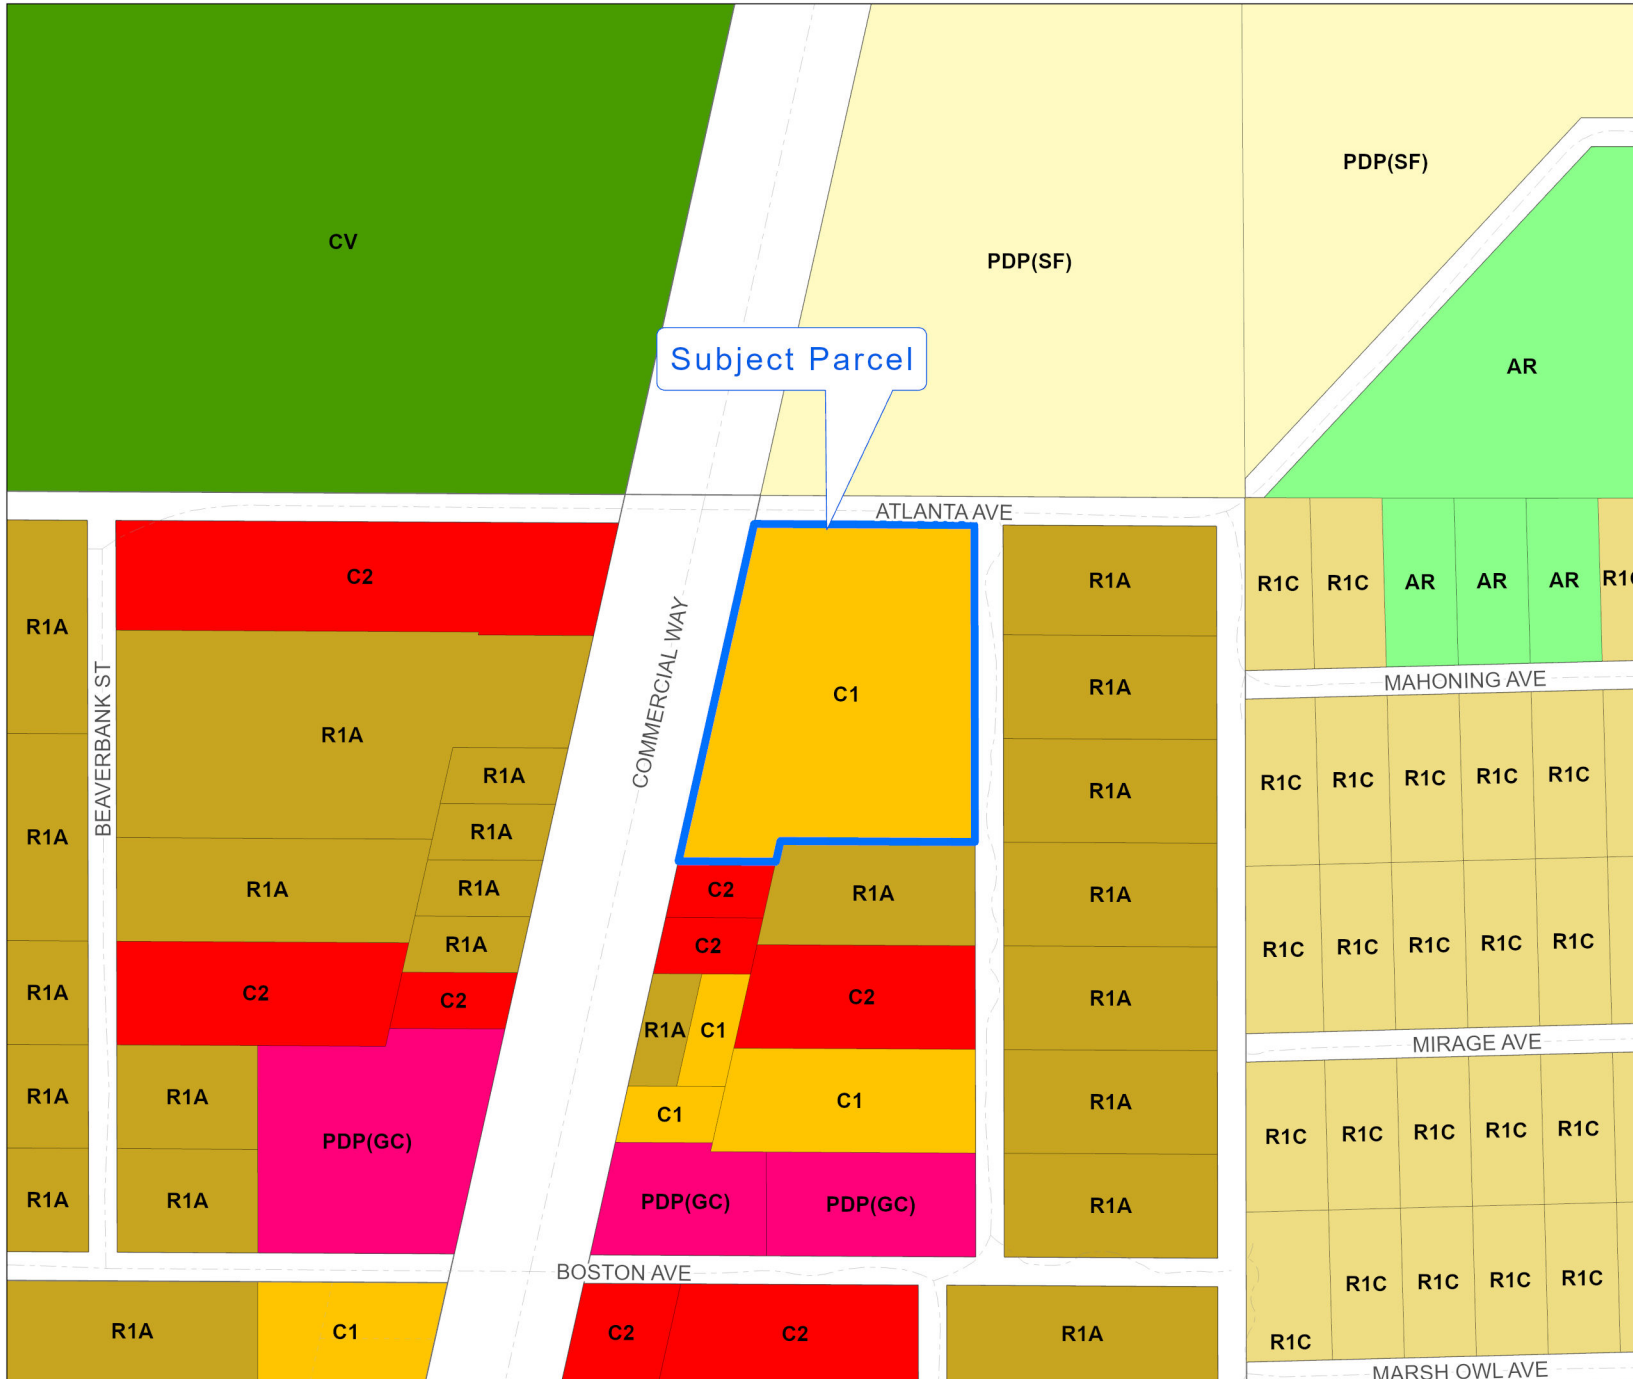 CV
PDP(SF)
PDP(SF)
AR
Subject Parcel
ATLANTA AVE
C2
R1A
R1A
R1C
R1C
AR
AR
AR
R1A
BEAVERBANK ST
COMMERCIAL WAY
C1
R1A
MAHONING AVE
R1A
R1A
R1A
R1C
R1C
R1C
R1C
R1C
R1A
R1A
R1A
R1A
R1A
C2
R1A
R1A
R1A
C2
R1C
R1C
R1C
R1C
R1C
R1A
C2
C2
C2
R1A
R1A
C1
MIRAGE AVE
R1A
R1A
C1
C1
R1A
PDP(GC)
R1C
R1C
R1C
R1C
R1C
R1A
R1A
PDP(GC)
PDP(GC)
R1A
BOSTON AVE
R1C
R1C
R1C
R1C
R1A
C1
C2
C2
R1A
R1C
MARSH OWL AVE